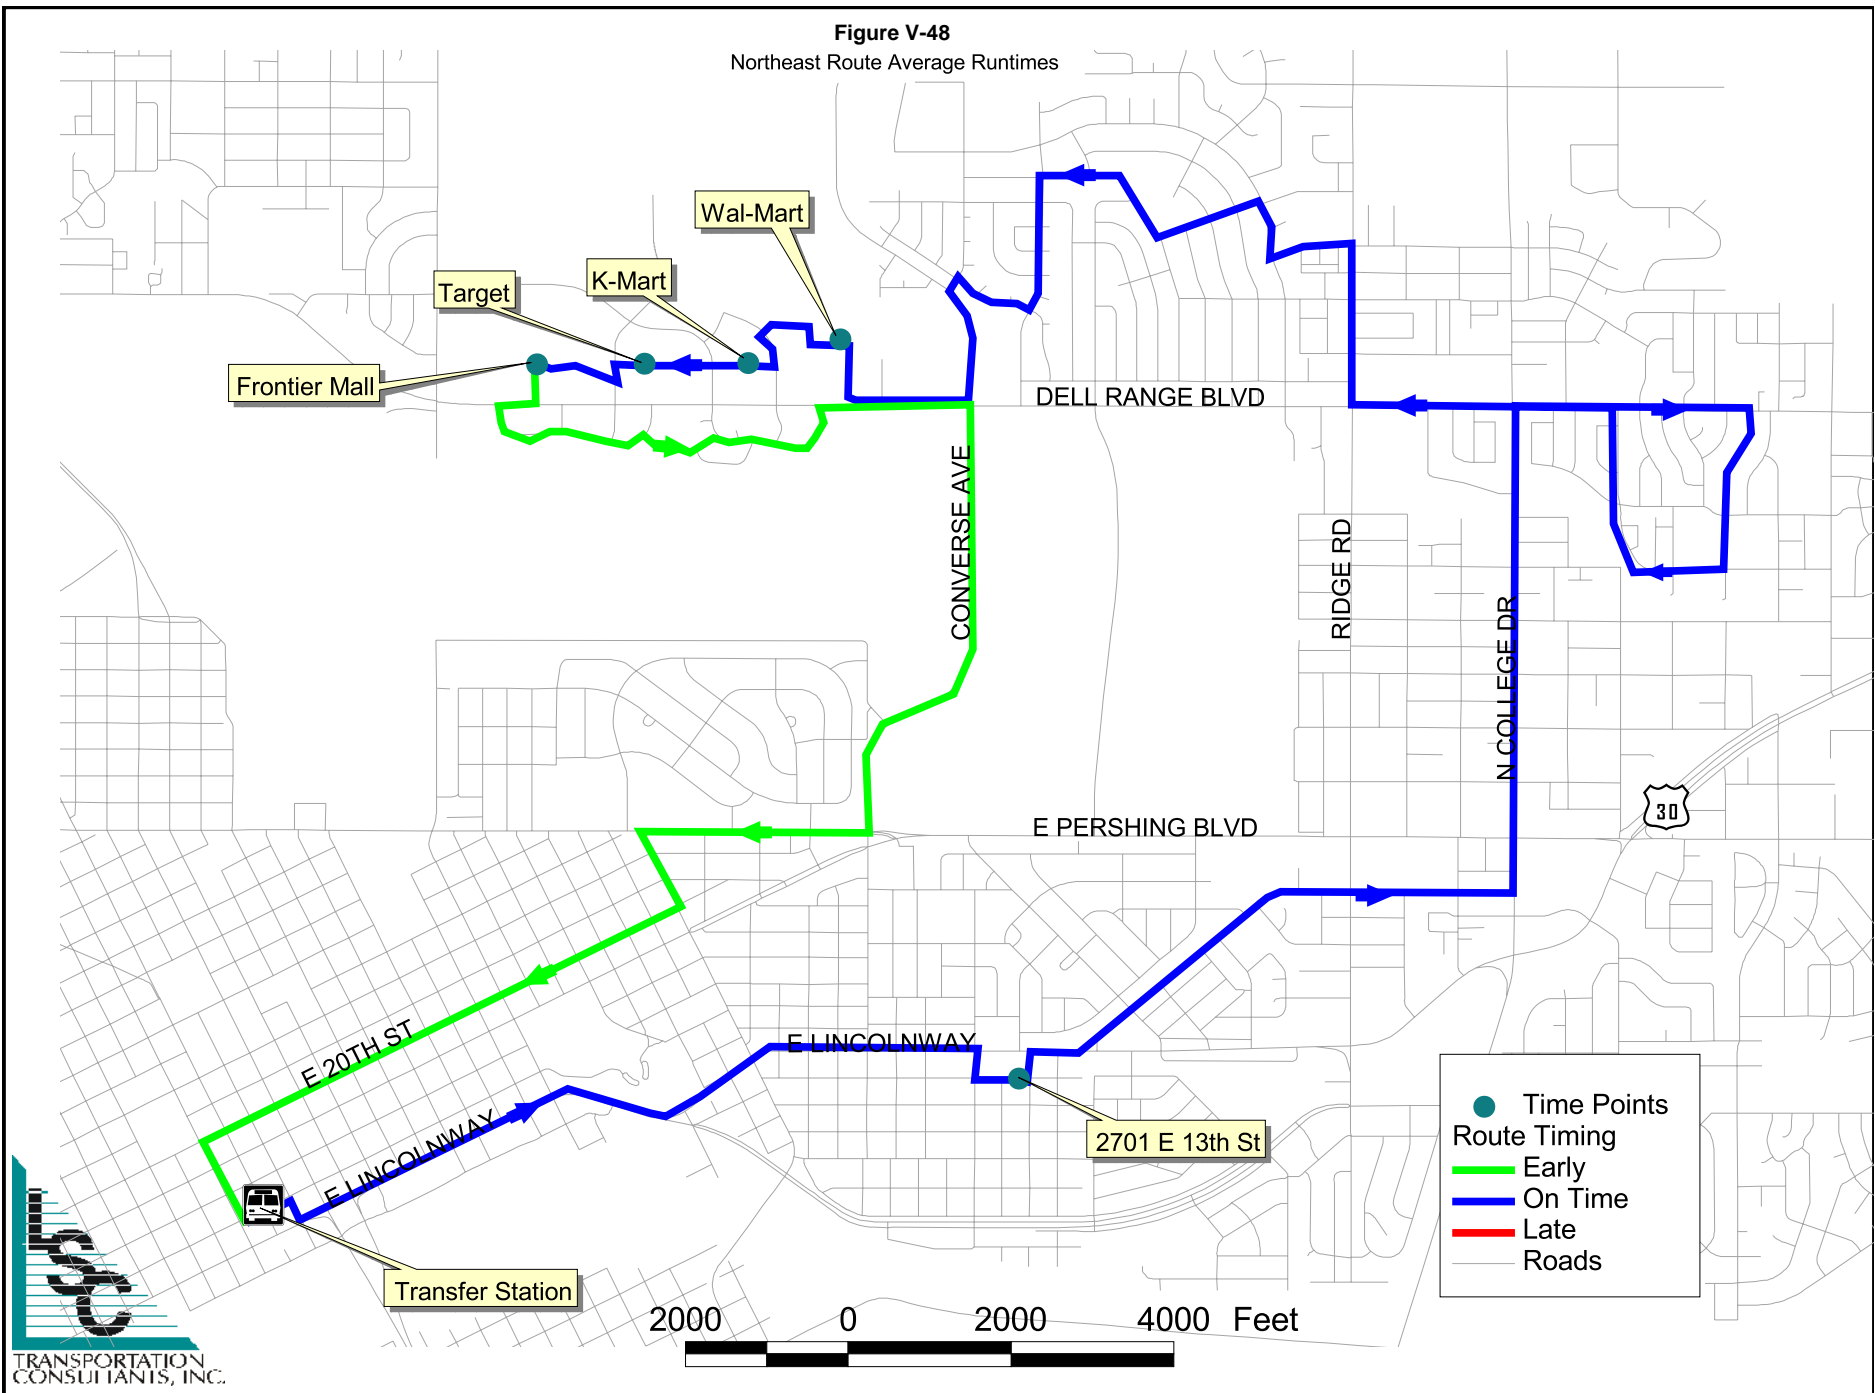 Figure V-48
Northeast Route Average Runtimes
Wal-Mart
K-Mart
Target
Frontier Mall
DELL RANGE BLVD
CONVERSE AVE
RIDGE RD
N COLLEGE DR
30
E PERSHING BLVD
E LINCOLNWAY
E 20TH ST
E LINCOLNWAY
2701 E 13th St
Transfer Station
Time Points
Route Timing
Early
On Time
Late
Roads
2000 0 2000 4000 Feet
LSC
TRANSPORTATION
CONSULTANTS, INC.